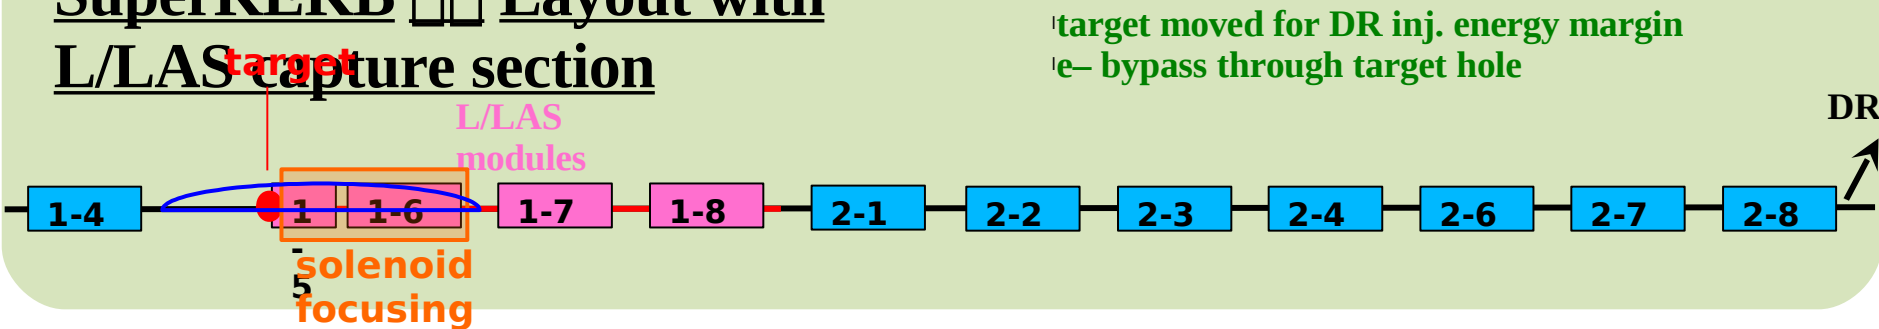 SuperKEKB Layout with
L/LAS capture section
target
target moved for DR inj. energy margin
e– bypass through target hole
L/LAS
modules
DR
1-4
1-5
1-6
1-7
1-8
2-1
2-2
2-3
2-4
2-6
2-7
2-8
solenoid
focusing